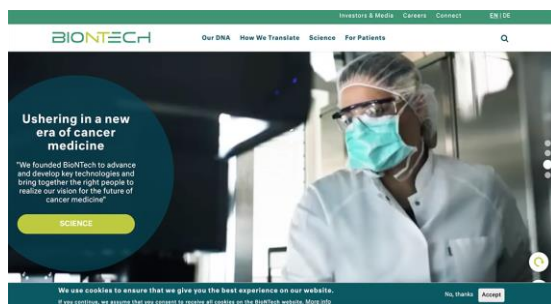 Investors & Media Careers Connect EN | DE
BIONTECH
Our DNA How We Translate Science For Patients
Ushering in a new
era of cancer
medicine
"We founded BioNTech to advance
and develop key technologies and
bring together the right people to
realize our vision for the future of
cancer medicine"
SCIENCE
We use cookies to ensure that we give you the best experience on our website.
If you continue, we assume that you consent to receive all cookies on the BioNTech website. More info
No, thanks Accept